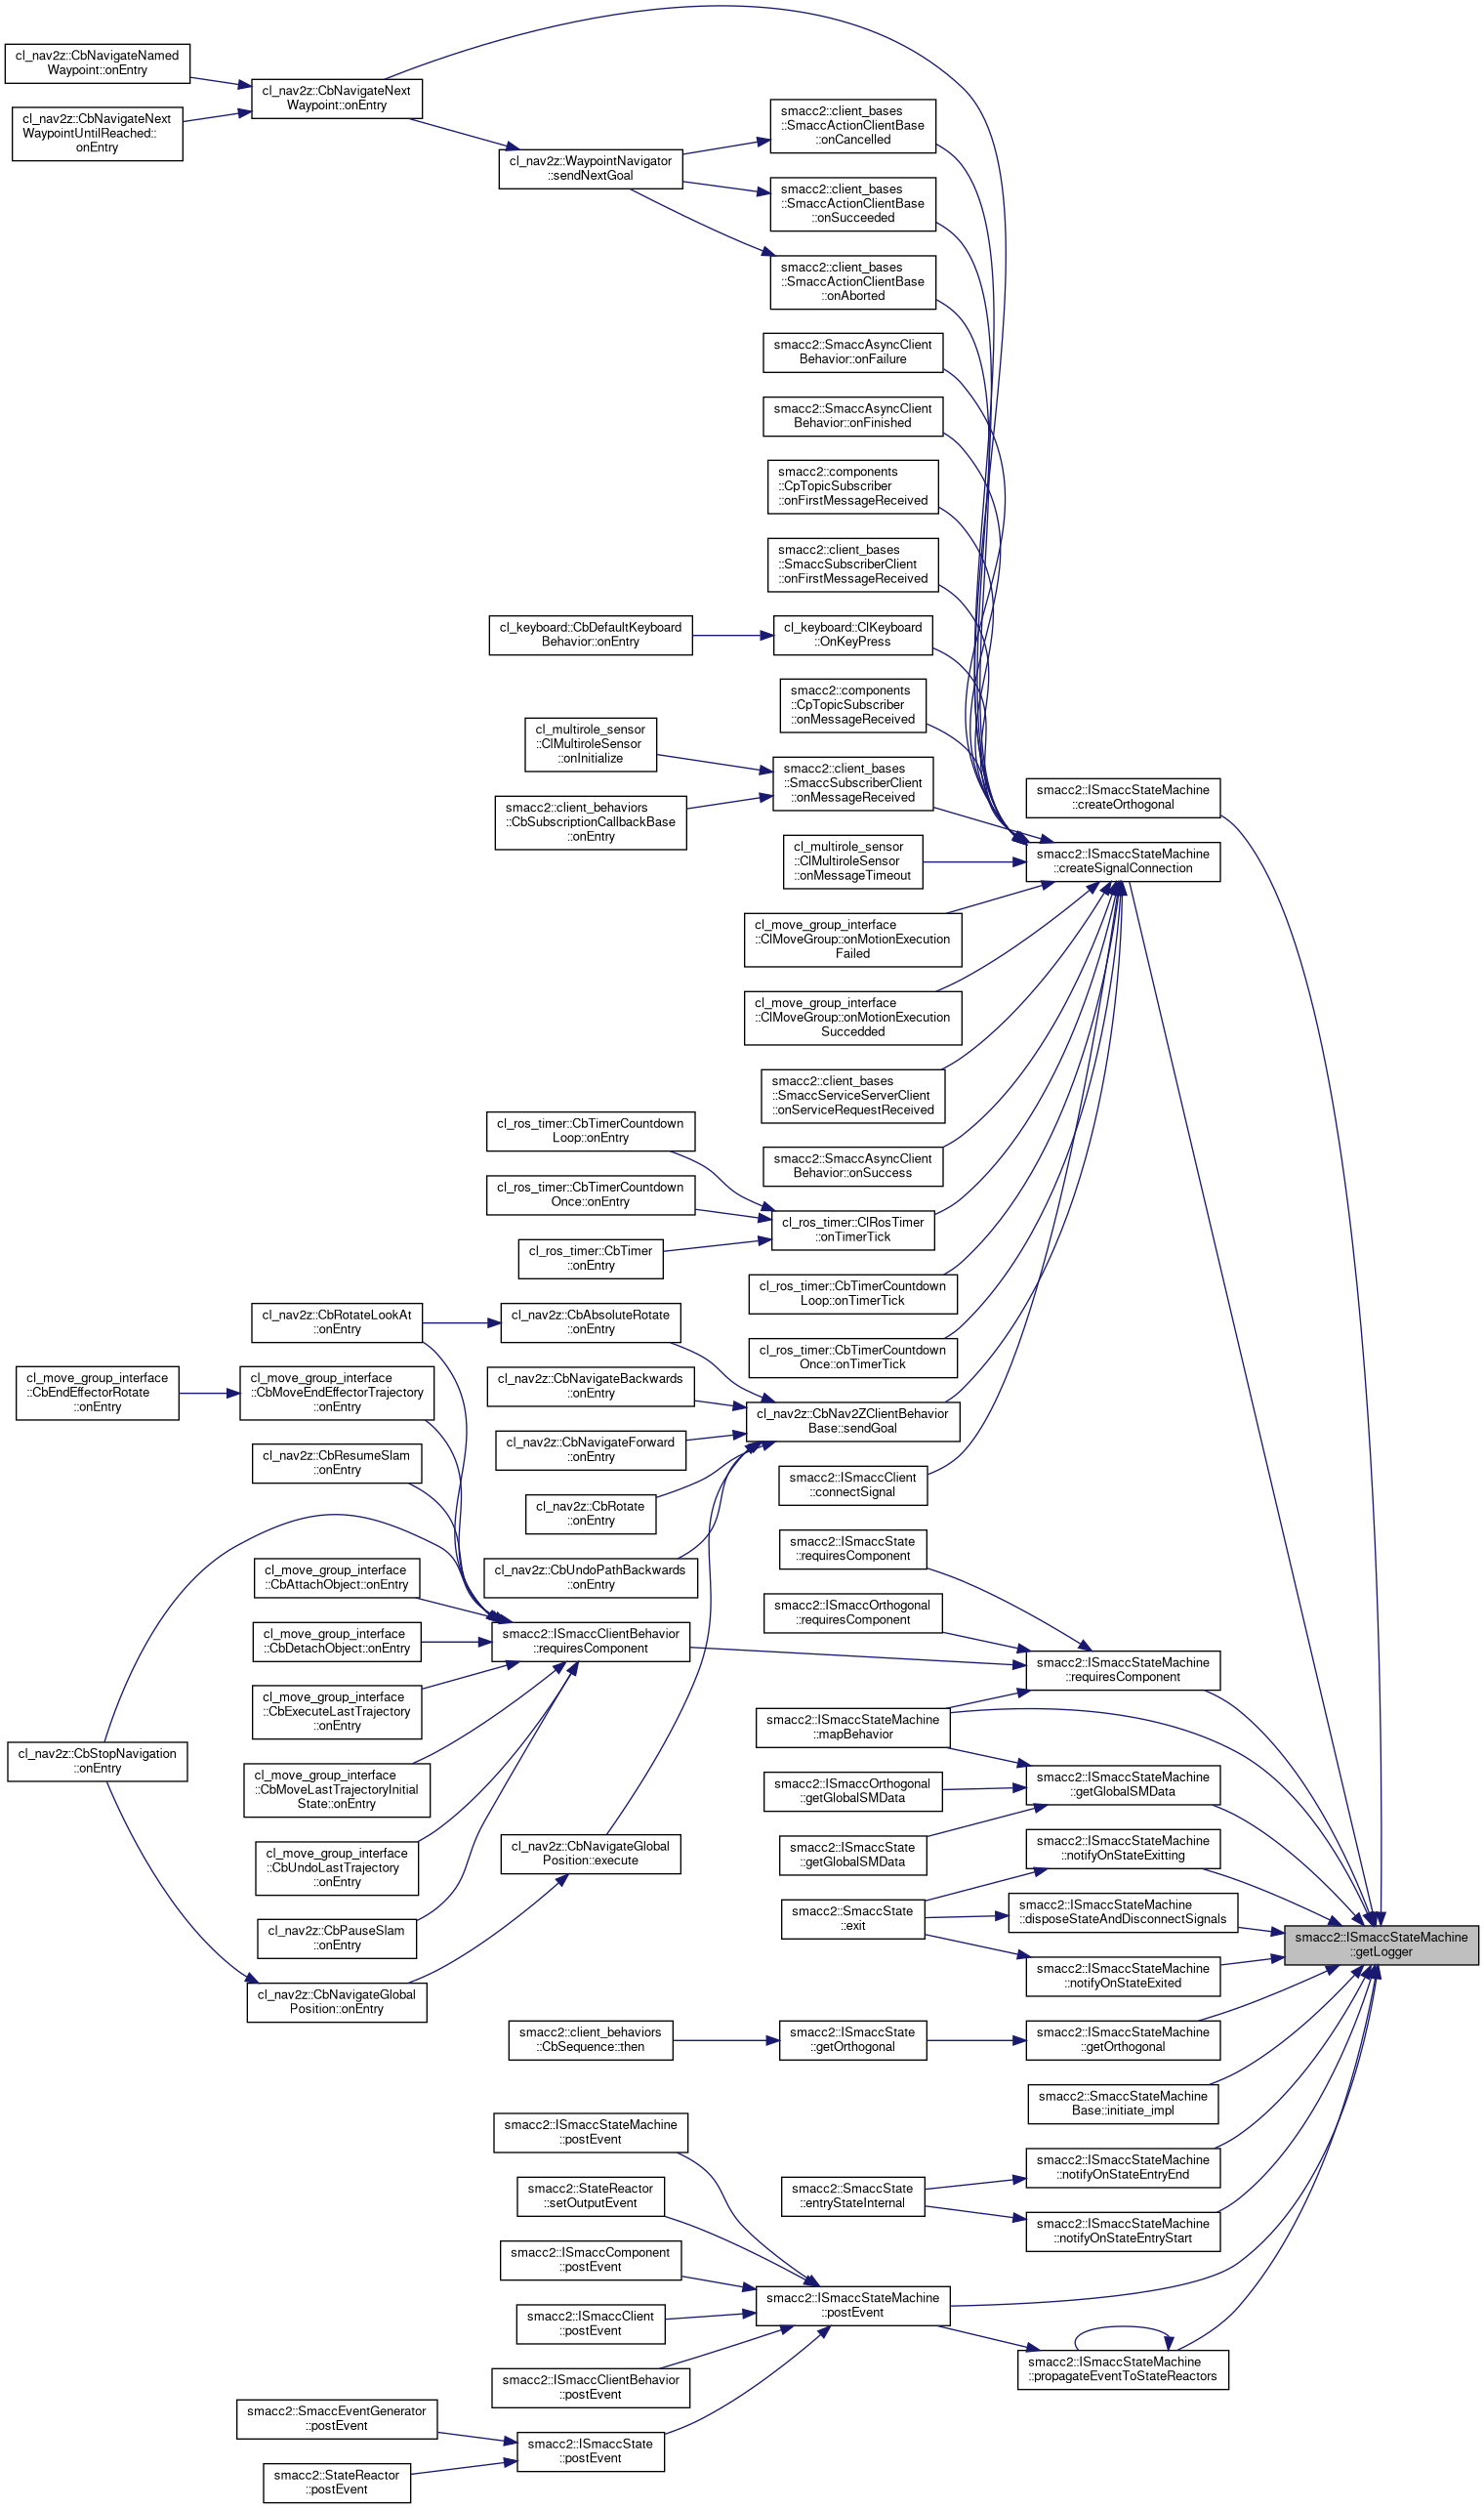 cl_nav2z::CbNavigateNamed
Waypoint::onEntry
cl_nav2z::CbNavigateNext
WaypointUntilReached::
onEntry
cl_nav2z::CbNavigateNext
Waypoint::onEntry
cl_nav2z::WaypointNavigator
::sendNextGoal
smacc2::client_bases
::SmaccActionClientBase
::onCancelled
smacc2::client_bases
::SmaccActionClientBase
::onSucceeded
smacc2::client_bases
::SmaccActionClientBase
::onAborted
smacc2::SmaccAsyncClient
Behavior::onFailure
smacc2::SmaccAsyncClient
Behavior::onFinished
smacc2::components
::CpTopicSubscriber
::onFirstMessageReceived
smacc2::client_bases
::SmaccSubscriberClient
::onFirstMessageReceived
cl_keyboard::CbDefaultKeyboard
Behavior::onEntry
cl_keyboard::ClKeyboard
::OnKeyPress
smacc2::components
::CpTopicSubscriber
::onMessageReceived
cl_multirole_sensor
::ClMultiroleSensor
::onInitialize
smacc2::client_behaviors
::CbSubscriptionCallbackBase
::onEntry
smacc2::client_bases
::SmaccSubscriberClient
::onMessageReceived
smacc2::ISmaccStateMachine
::createOrthogonal
smacc2::ISmaccStateMachine
::createSignalConnection
cl_multirole_sensor
::ClMultiroleSensor
::onMessageTimeout
cl_move_group_interface
::ClMoveGroup::onMotionExecution
Failed
cl_move_group_interface
::ClMoveGroup::onMotionExecution
Succedded
smacc2::client_bases
::SmaccServiceServerClient
::onServiceRequestReceived
smacc2::SmaccAsyncClient
Behavior::onSuccess
cl_ros_timer::CbTimerCountdown
Loop::onEntry
cl_ros_timer::CbTimerCountdown
Once::onEntry
cl_ros_timer::CbTimer
::onEntry
cl_ros_timer::ClRosTimer
::onTimerTick
cl_ros_timer::CbTimerCountdown
Loop::onTimerTick
cl_ros_timer::CbTimerCountdown
Once::onTimerTick
cl_nav2z::CbRotateLookAt
::onEntry
cl_nav2z::CbAbsoluteRotate
::onEntry
cl_move_group_interface
::CbEndEffectorRotate
::onEntry
cl_move_group_interface
::CbMoveEndEffectorTrajectory
::onEntry
cl_nav2z::CbNavigateBackwards
::onEntry
cl_nav2z::CbNav2ZClientBehavior
Base::sendGoal
cl_nav2z::CbResumeSlam
::onEntry
cl_nav2z::CbNavigateForward
::onEntry
cl_nav2z::CbRotate
::onEntry
smacc2::ISmaccClient
::connectSignal
cl_nav2z::CbUndoPathBackwards
::onEntry
smacc2::ISmaccState
::requiresComponent
cl_move_group_interface
::CbAttachObject::onEntry
smacc2::ISmaccOrthogonal
::requiresComponent
cl_move_group_interface
::CbDetachObject::onEntry
smacc2::ISmaccClientBehavior
::requiresComponent
smacc2::ISmaccStateMachine
::requiresComponent
cl_move_group_interface
::CbExecuteLastTrajectory
::onEntry
smacc2::ISmaccStateMachine
::mapBehavior
cl_nav2z::CbStopNavigation
::onEntry
cl_move_group_interface
::CbMoveLastTrajectoryInitial
State::onEntry
smacc2::ISmaccOrthogonal
::getGlobalSMData
smacc2::ISmaccStateMachine
::getGlobalSMData
cl_move_group_interface
::CbUndoLastTrajectory
::onEntry
cl_nav2z::CbNavigateGlobal
Position::execute
smacc2::ISmaccState
::getGlobalSMData
smacc2::ISmaccStateMachine
::notifyOnStateExitting
cl_nav2z::CbPauseSlam
::onEntry
smacc2::SmaccState
::exit
smacc2::ISmaccStateMachine
::disposeStateAndDisconnectSignals
smacc2::ISmaccStateMachine
::getLogger
cl_nav2z::CbNavigateGlobal
Position::onEntry
smacc2::ISmaccStateMachine
::notifyOnStateExited
smacc2::client_behaviors
::CbSequence::then
smacc2::ISmaccState
::getOrthogonal
smacc2::ISmaccStateMachine
::getOrthogonal
smacc2::SmaccStateMachine
Base::initiate_impl
smacc2::ISmaccStateMachine
::postEvent
smacc2::StateReactor
::setOutputEvent
smacc2::SmaccState
::entryStateInternal
smacc2::ISmaccStateMachine
::notifyOnStateEntryEnd
smacc2::ISmaccStateMachine
::notifyOnStateEntryStart
smacc2::ISmaccComponent
::postEvent
smacc2::ISmaccClient
::postEvent
smacc2::ISmaccStateMachine
::postEvent
smacc2::ISmaccClientBehavior
::postEvent
smacc2::ISmaccStateMachine
::propagateEventToStateReactors
smacc2::SmaccEventGenerator
::postEvent
smacc2::ISmaccState
::postEvent
smacc2::StateReactor
::postEvent